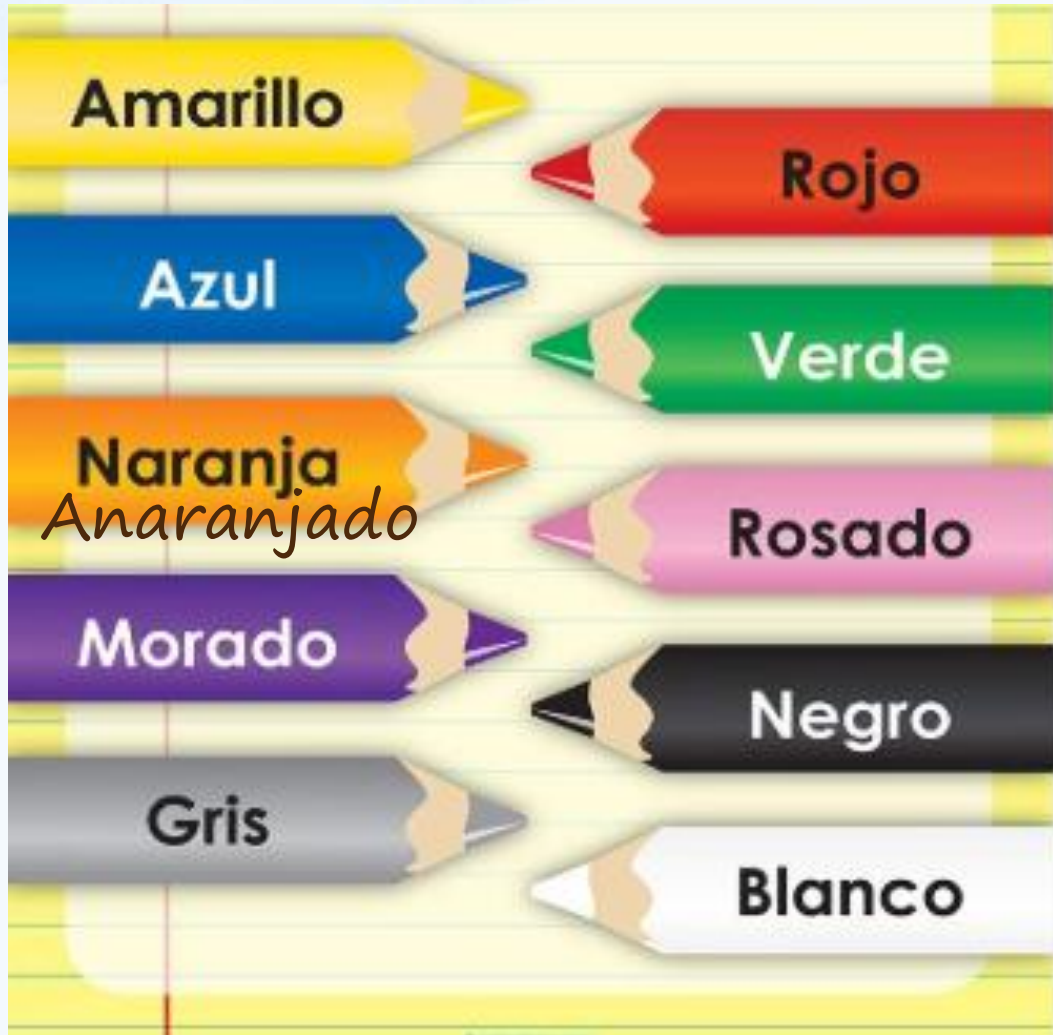 Amarillo
Rojo
Azul
Verde
Naranja
Anaranjado
Rosado
Morado
Negro
Gris
Blanco